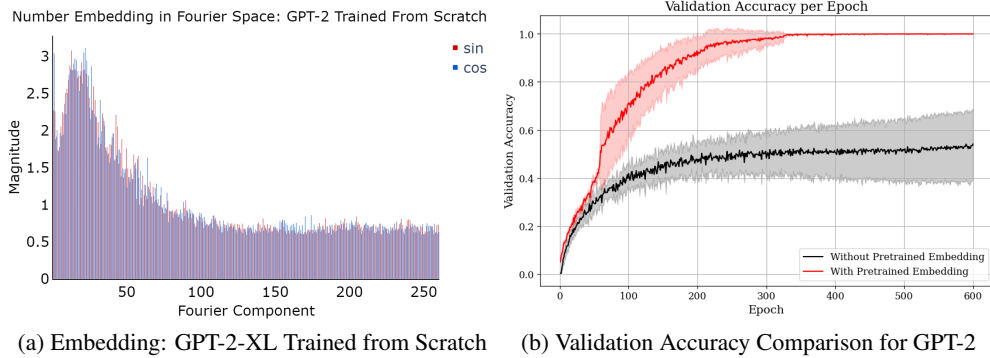 Number Embedding in Fourier Space: GPT-2 Trained From Scratch
sin
cos
Magnitude
3
2.5
2
1.5
1
0.5
0
50
100
150
200
250
Fourier Component
(a) Embedding: GPT-2-XL Trained from Scratch
Validation Accuracy per Epoch
Validation Accuracy
1.0
0.8
0.6
0.4
0.2
0.0
Without Pretrained Embedding
With Pretrained Embedding
0
100
200
300
400
500
600
Epoch
(b) Validation Accuracy Comparison for GPT-2